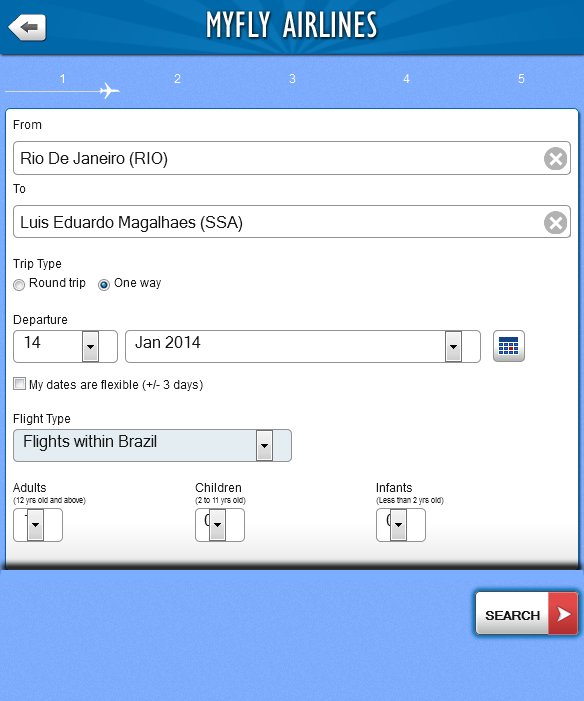 MYFLY AIRLINES
1 2 3 4 5
From
Rio De Janeiro (RIO)
To
Luis Eduardo Magalhaes (SSA)
Trip Type
Round trip One way
Departure
14 Jan 2014
My dates are flexible (+/- 3 days)
Flight Type
Flights within Brazil
Adults Children Infants
(12 yrs old and above) (2 to 11 yrs old) (Less than 2 yrs old)
SEARCH